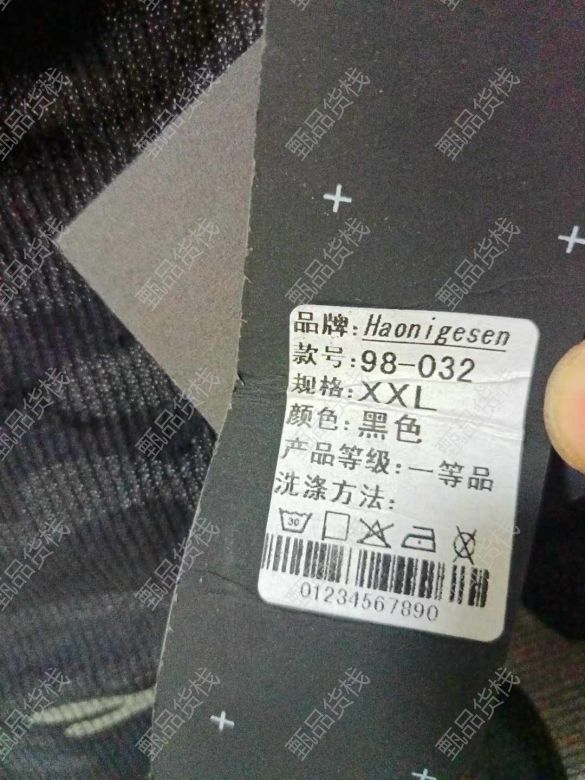 品牌:Haonigesen
款号:98-032
规格:XXL
颜色:黑色
产品等级:一等品
洗涤方法:
30
01234567890
甄品货栈